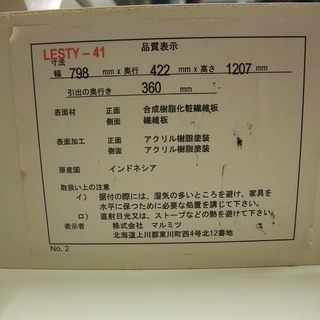 LESTY-41
品質表示
寸法
幅 798 mm x 奥行 422 mm x 高さ 1207 mm
引出の奥行き 360 mm
表面材 正面 合成樹脂化粧繊維板
側面 繊維板
表面加工 正面 アクリル樹脂塗装
側面 アクリル樹脂塗装
原産国 インドネシア
取扱い上の注意
イ) 据付の際には、湿気の多いところを避け、家具を
水平に保つために必要な処置を講じて下さい。
ロ) 直射日光又は、ストーブなどの熱を避けて下さい。
表示者 株式会社 マルミツ
北海道上川郡東川町西4号北12番地
No. 2